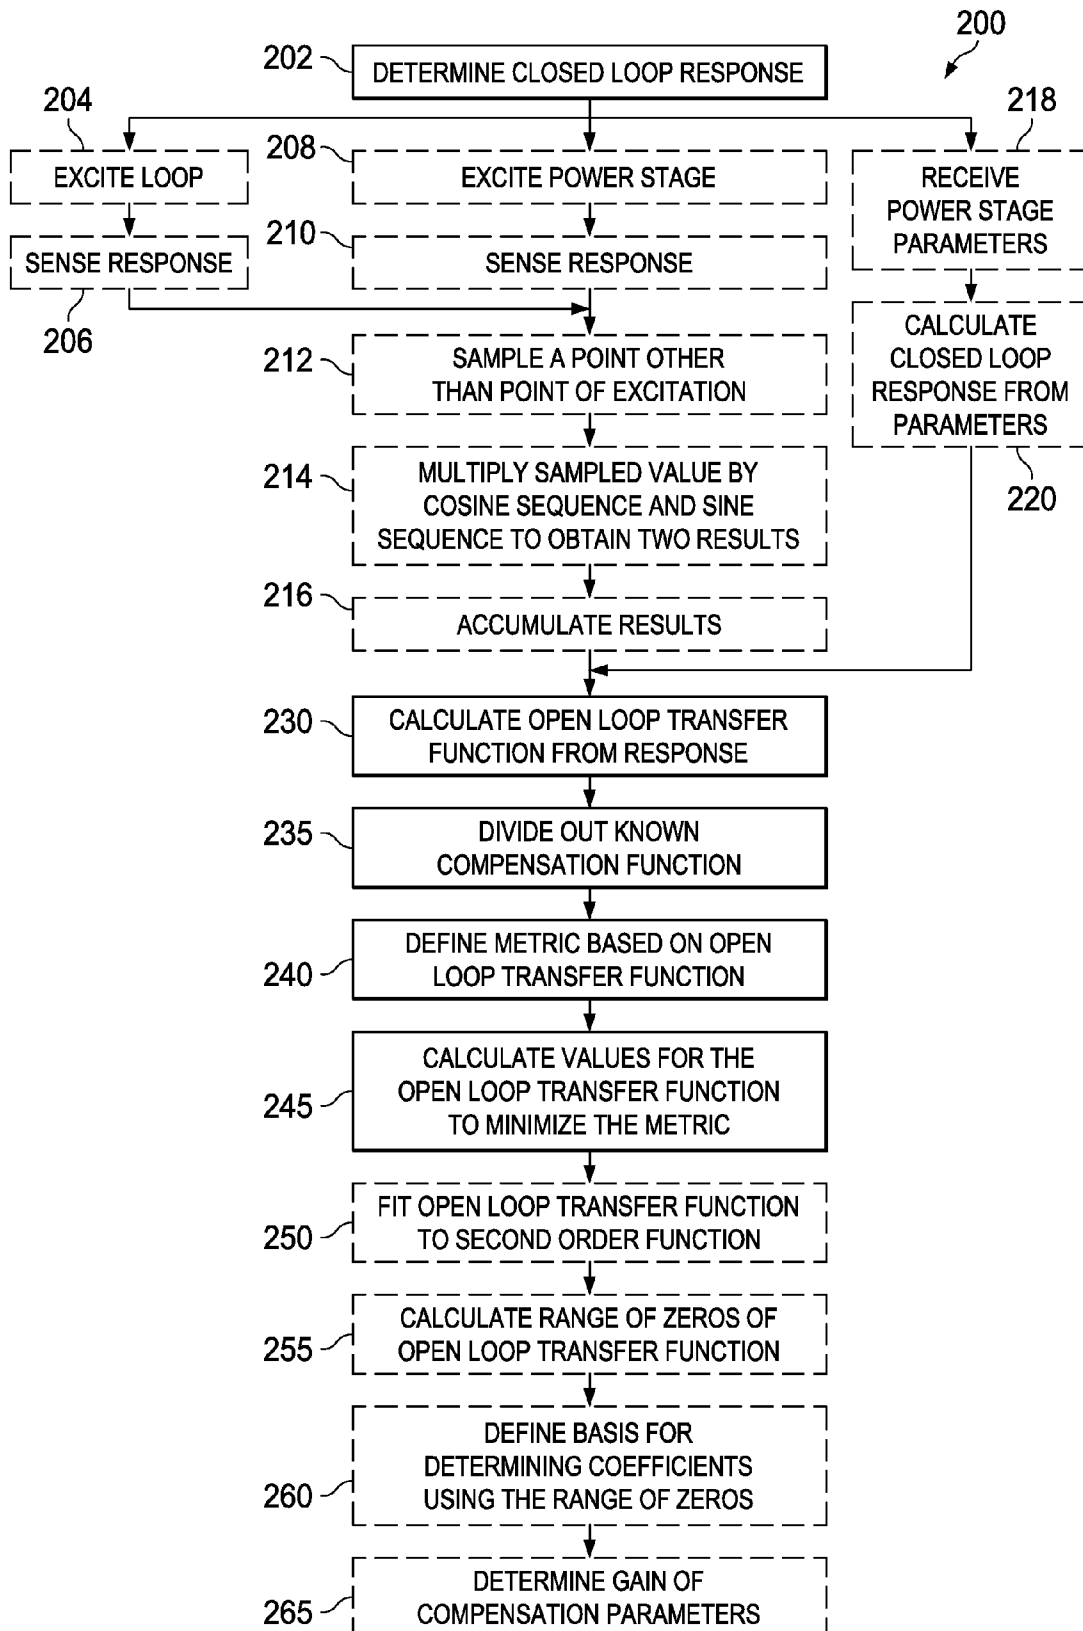 200
202
DETERMINE CLOSED LOOP RESPONSE
204
EXCITE LOOP
208
EXCITE POWER STAGE
218
RECEIVE
POWER STAGE
PARAMETERS
206
SENSE RESPONSE
210
SENSE RESPONSE
CALCULATE
CLOSED LOOP
RESPONSE FROM
PARAMETERS
220
212
SAMPLE A POINT OTHER
THAN POINT OF EXCITATION
214
MULTIPLY SAMPLED VALUE BY
COSINE SEQUENCE AND SINE
SEQUENCE TO OBTAIN TWO RESULTS
216
ACCUMULATE RESULTS
230
CALCULATE OPEN LOOP TRANSFER
FUNCTION FROM RESPONSE
235
DIVIDE OUT KNOWN
COMPENSATION FUNCTION
240
DEFINE METRIC BASED ON OPEN
LOOP TRANSFER FUNCTION
245
CALCULATE VALUES FOR THE
OPEN LOOP TRANSFER FUNCTION
TO MINIMIZE THE METRIC
250
FIT OPEN LOOP TRANSFER FUNCTION
TO SECOND ORDER FUNCTION
255
CALCULATE RANGE OF ZEROS OF
OPEN LOOP TRANSFER FUNCTION
260
DEFINE BASIS FOR
DETERMINING COEFFICIENTS
USING THE RANGE OF ZEROS
265
DETERMINE GAIN OF
COMPENSATION PARAMETERS